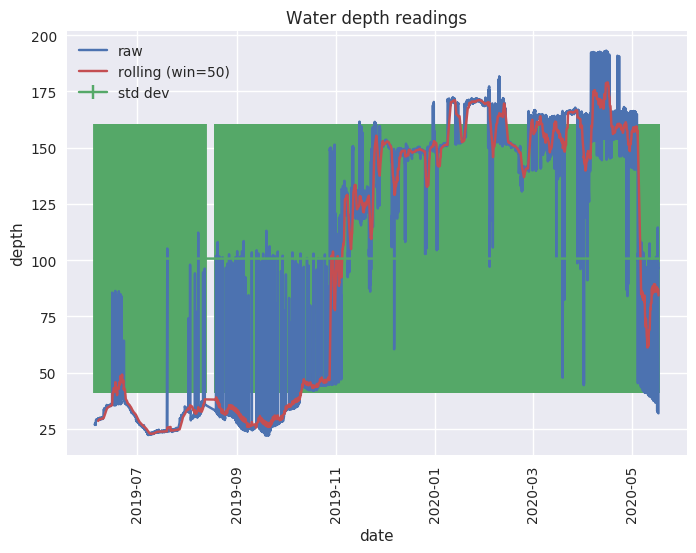 Water depth readings
200
175
150
125
100
75
50
25
depth
raw
rolling (win=50)
std dev
2019-07
2019-09
2019-11
2020-01
2020-03
2020-05
date